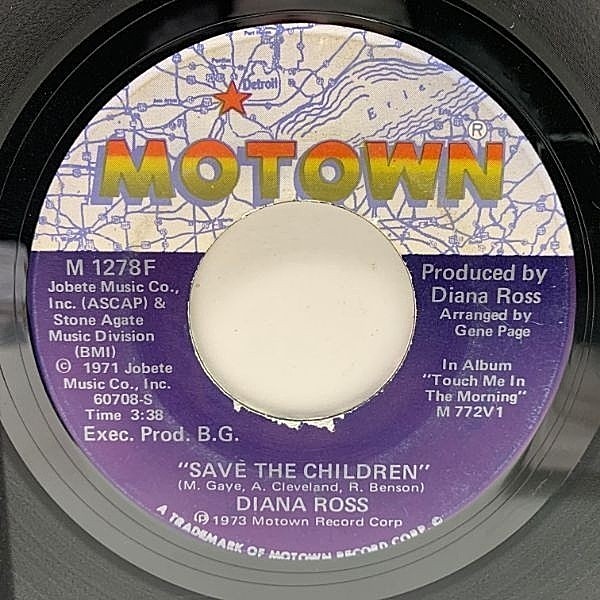 Detroit
Erie
MOTOWN®
M 1278F
Jobete Music Co.,
Inc. (ASCAP) &
Stone Agate
Music Division
(BMI)
© 1971 Jobete
Music Co., Inc.
60708-S
Time 3:38
Exec. Prod. B.G.
Produced by
Diana Ross
Arranged by
Gene Page
In Album
"Touch Me In
The Morning"
M 772V1
"SAVE THE CHILDREN"
(M. Gaye, A. Cleveland, R. Benson)
DIANA ROSS
℗ 1973 Motown Record Corp
A TRADEMARK OF MOTOWN RECORD CORP. ©